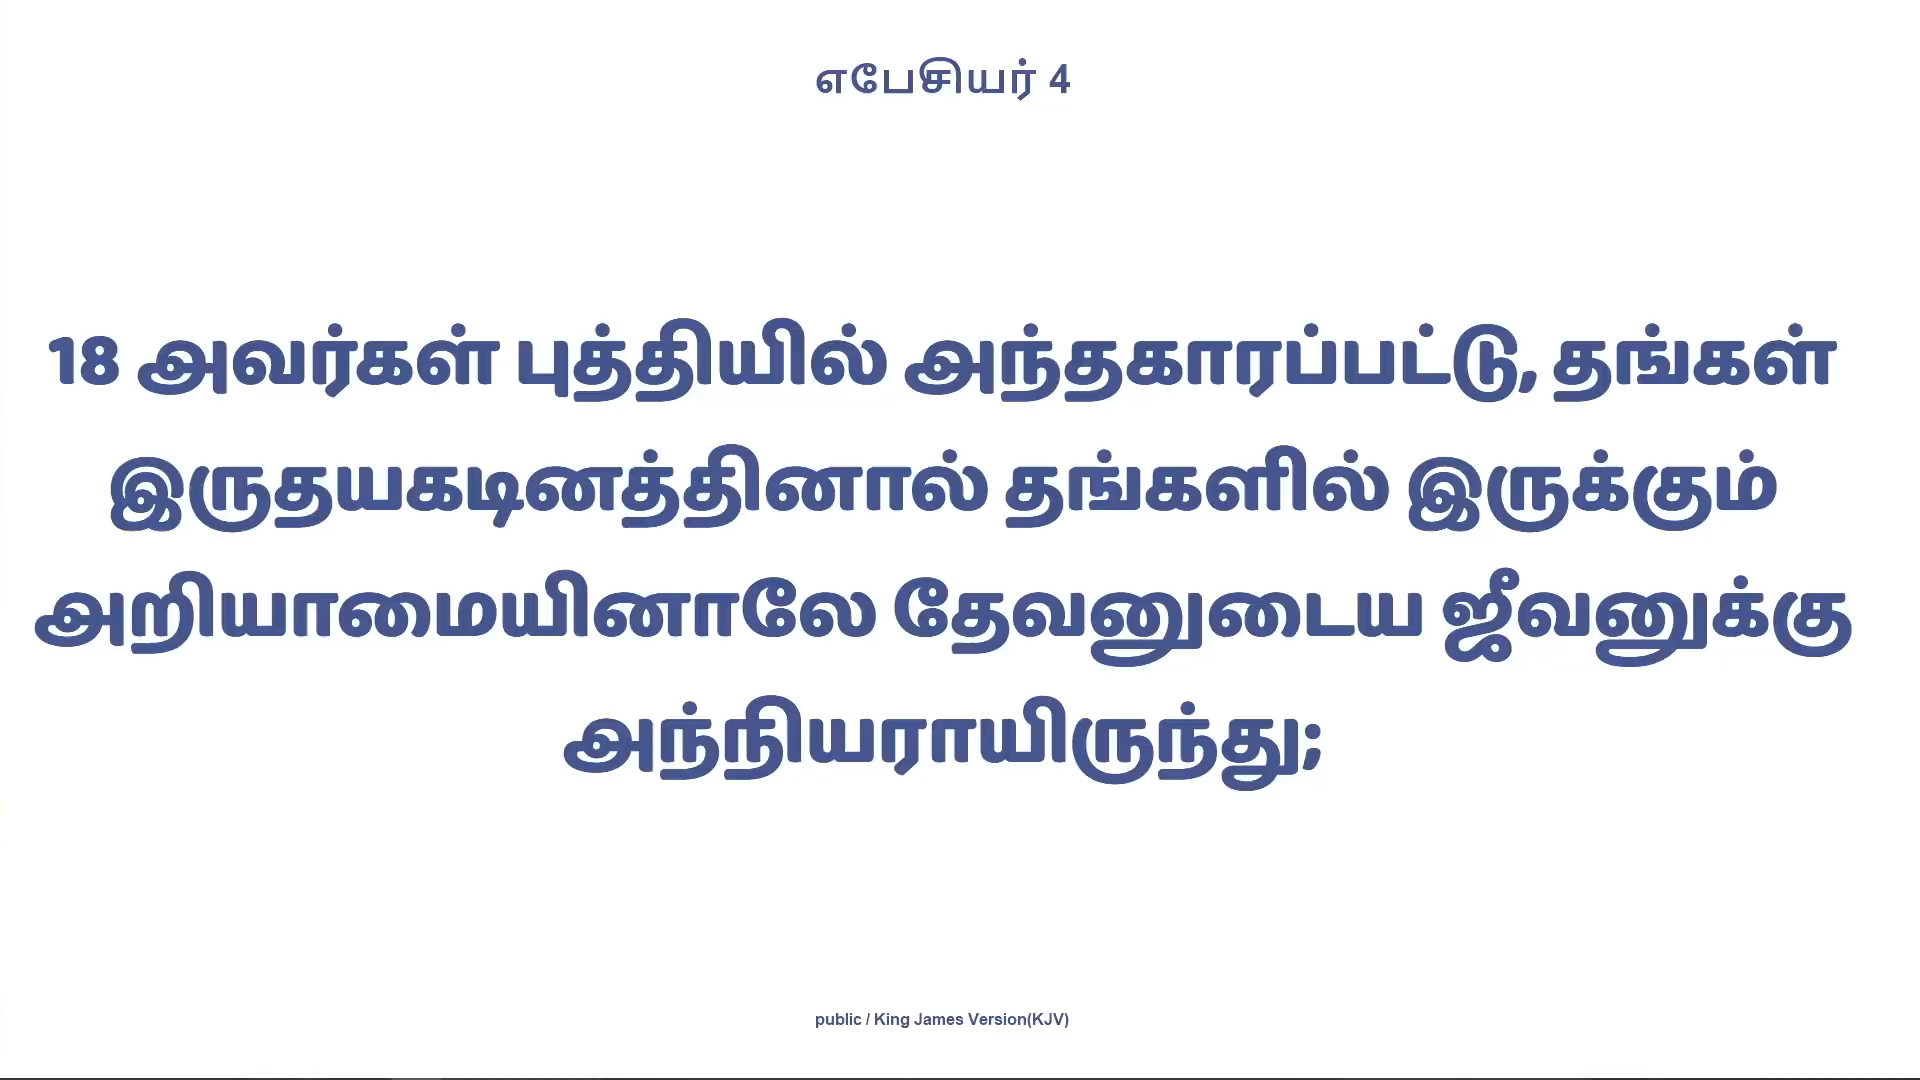 எபேசியர் 4
18 அவர்கள் புத்தியில் அந்தகாரப்பட்டு, தங்கள்
இருதயகடினத்தினால் தங்களில் இருக்கும்
அறியாமையினாலே தேவனுடைய ஜீவனுக்கு
அந்நியராயிருந்து;
public / King James Version(KJV)